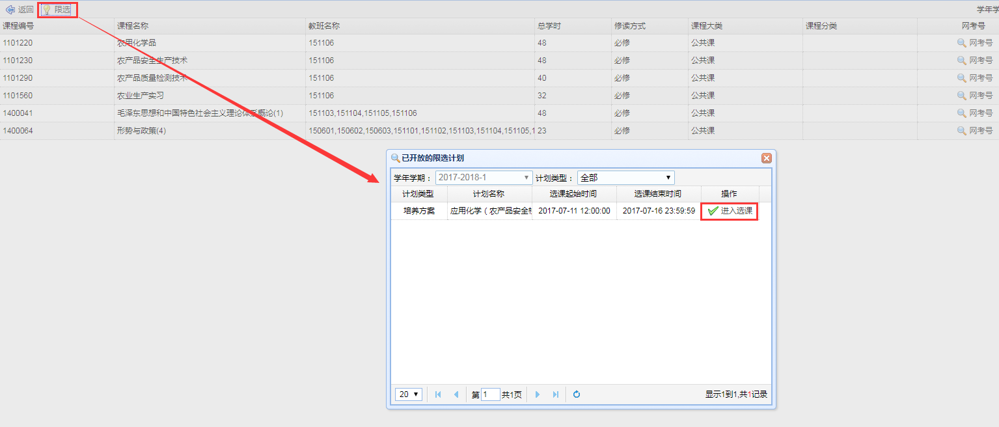 返回 限选 学年学
课程编号 课程名称 教班名称 总学时 修读方式 课程大类 课程分类 网考号
1101220 农用化学品 151106 48 必修 公共课 网考号
1101230 农产品安全生产技术 151106 48 必修 公共课 网考号
1101290 农产品质量检测技术 151106 40 必修 公共课 网考号
1101560 农业生产实习 151106 32 必修 公共课 网考号
1400041 毛泽东思想和中国特色社会主义理论体系概论(1) 151103,151104,151105,151106 48 必修 公共课 网考号
1400064 形势与政策(4) 150601,150602,150603,151101,151102,151103,151104,151105,1 23 必修 公共课 网考号
已开放的限选计划
学年学期： 2017-2018-1 计划类型： 全部
计划类型 计划名称 选课起始时间 选课结束时间 操作
培养方案 应用化学（农产品安全 2017-07-11 12:00:00 2017-07-16 23:59:59 进入选课
20 第 1 共1页 显示1到1,共1记录